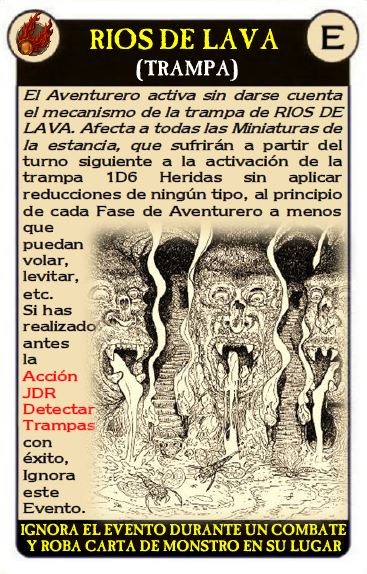 RIOS DE LAVA
E
(TRAMPA)
El Aventurero activa sin darse cuenta
el mecanismo de la trampa de RIOS DE
LAVA. Afecta a todas las Miniaturas de
la estancia, que sufrirán a partir del
turno siguiente a la activación de la
trampa 1D6 Heridas sin aplicar
reducciones de ningún tipo, al principio
de cada Fase de Aventurero a menos
que
puedan
volar,
levitar,
etc.
Si has
realizado
antes
la
Acción
JDR
Detectar
Trampas
con
éxito,
Ignora
este
Evento.
IGNORA EL EVENTO DURANTE UN COMBATE
Y ROBA CARTA DE MONSTRO EN SU LUGAR